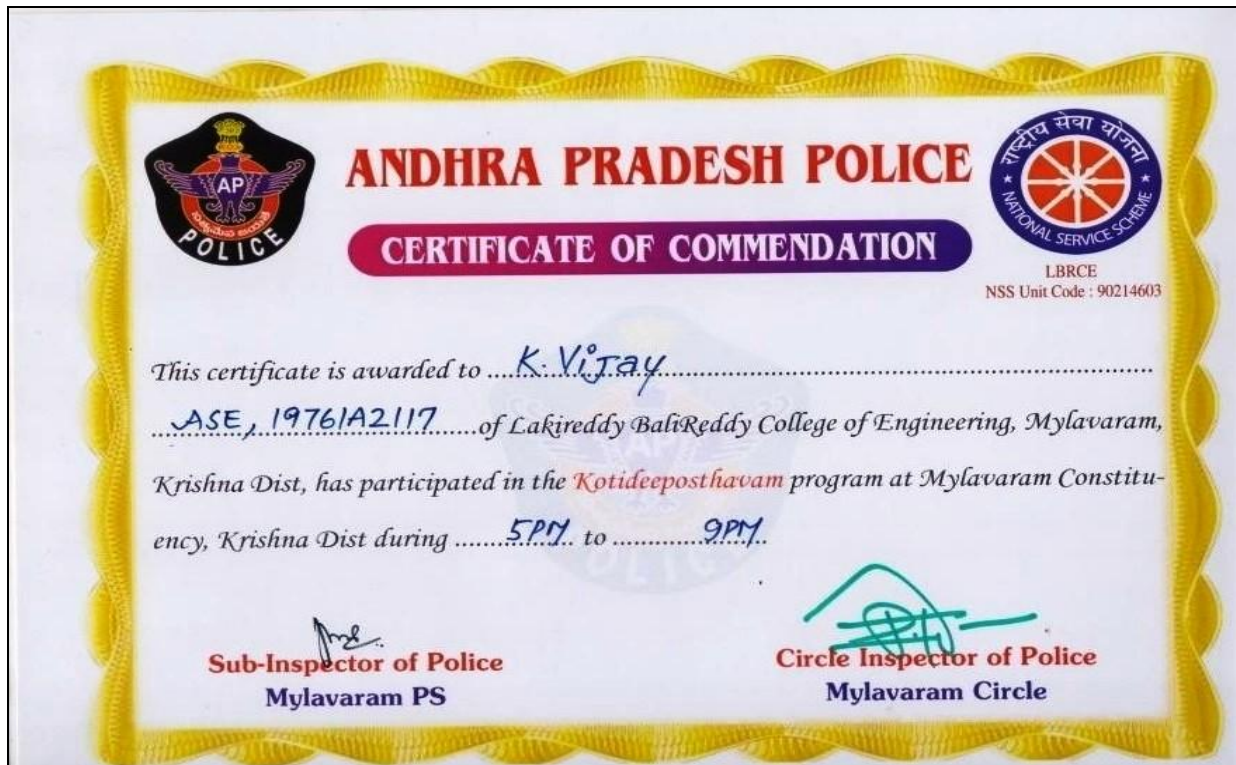 ANDHRA PRADESH POLICE
CERTIFICATE OF COMMENDATION
AP
POLICE
राष्ट्रीय सेवा योजना
NATIONAL SERVICE SCHEME
LBRCE
NSS Unit Code : 90214603
This certificate is awarded to K. Vijay
ASE, 19761A2117 of Lakireddy BaliReddy College of Engineering, Mylavaram,
Krishna Dist, has participated in the Kotideeposthavam program at Mylavaram Constitu-
ency, Krishna Dist during 5PM to 9PM
Sub-Inspector of Police
Mylavaram PS
Circle Inspector of Police
Mylavaram Circle